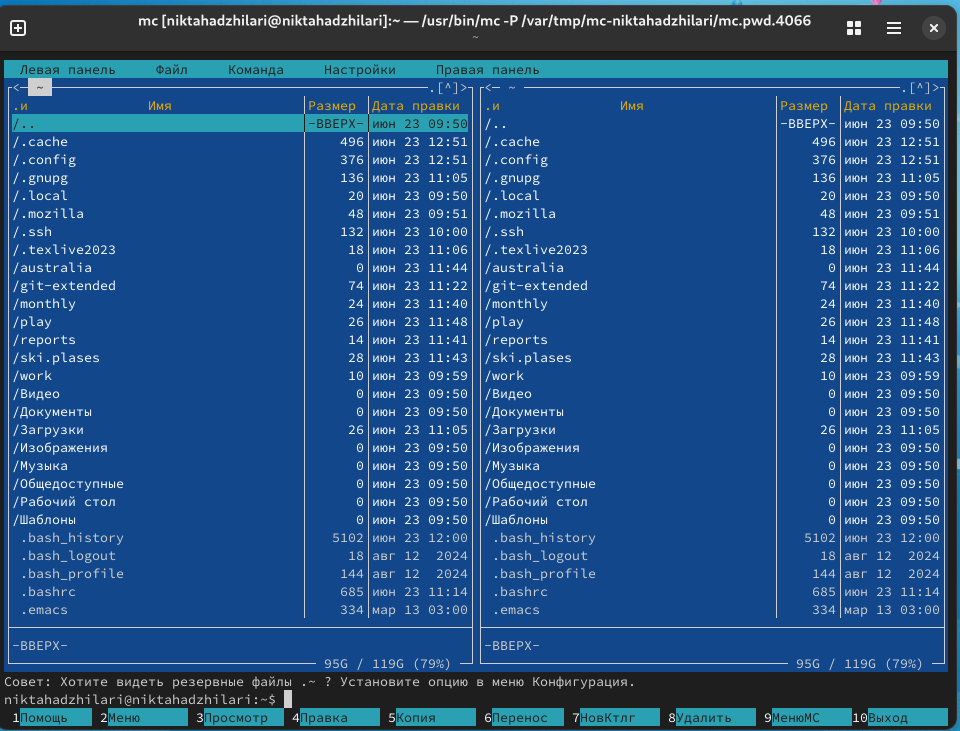 mc [niktahadzhilari@niktahadzhilari]:~ — /usr/bin/mc -P /var/tmp/mc-niktahadzhilari/mc.pwd.4066
~
Левая панель Файл Команда Настройки Правая панель
<─ ~ ─.[^]>┐ <─ ~ ─.[^]>┐
.и Имя Размер Дата правки .и Имя Размер Дата правки
/.. -ВВЕРХ- июн 23 09:50 /.. -ВВЕРХ- июн 23 09:50
/.cache 496 июн 23 12:51 /.cache 496 июн 23 12:51
/.config 376 июн 23 12:51 /.config 376 июн 23 12:51
/.gnupg 136 июн 23 11:05 /.gnupg 136 июн 23 11:05
/.local 20 июн 23 09:50 /.local 20 июн 23 09:50
/.mozilla 48 июн 23 09:51 /.mozilla 48 июн 23 09:51
/.ssh 132 июн 23 10:00 /.ssh 132 июн 23 10:00
/.texlive2023 18 июн 23 11:06 /.texlive2023 18 июн 23 11:06
/australia 0 июн 23 11:44 /australia 0 июн 23 11:44
/git-extended 74 июн 23 11:22 /git-extended 74 июн 23 11:22
/monthly 24 июн 23 11:40 /monthly 24 июн 23 11:40
/play 26 июн 23 11:48 /play 26 июн 23 11:48
/reports 14 июн 23 11:41 /reports 14 июн 23 11:41
/ski.plases 28 июн 23 11:43 /ski.plases 28 июн 23 11:43
/work 10 июн 23 09:59 /work 10 июн 23 09:59
/Видео 0 июн 23 09:50 /Видео 0 июн 23 09:50
/Документы 0 июн 23 09:50 /Документы 0 июн 23 09:50
/Загрузки 26 июн 23 11:05 /Загрузки 26 июн 23 11:05
/Изображения 0 июн 23 09:50 /Изображения 0 июн 23 09:50
/Музыка 0 июн 23 09:50 /Музыка 0 июн 23 09:50
/Общедоступные 0 июн 23 09:50 /Общедоступные 0 июн 23 09:50
/Рабочий стол 0 июн 23 09:50 /Рабочий стол 0 июн 23 09:50
/Шаблоны 0 июн 23 09:50 /Шаблоны 0 июн 23 09:50
.bash_history 5102 июн 23 12:00 .bash_history 5102 июн 23 12:00
.bash_logout 18 авг 12 2024 .bash_logout 18 авг 12 2024
.bash_profile 144 авг 12 2024 .bash_profile 144 авг 12 2024
.bashrc 685 июн 23 11:14 .bashrc 685 июн 23 11:14
.emacs 334 мар 13 03:00 .emacs 334 мар 13 03:00
-ВВЕРХ- -ВВЕРХ-
95G / 119G (79%) 95G / 119G (79%)
Совет: Хотите видеть резервные файлы .~ ? Установите опцию в меню Конфигурация.
niktahadzhilari@niktahadzhilari:~$
1Помощь 2Меню 3Просмотр 4Правка 5Копия 6Перенос 7НовКтлг 8Удалить 9МенюМС 10Выход